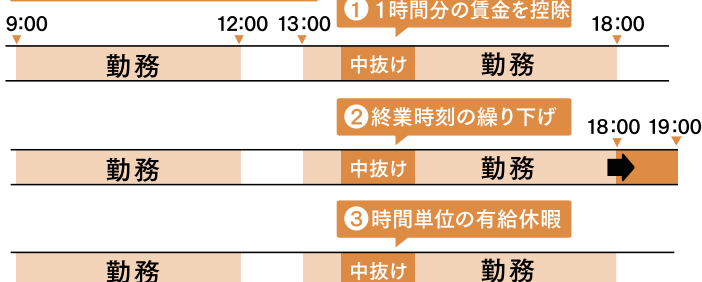 ❶1時間分の賃金を控除
9:00 12:00 13:00 18:00
勤務 中抜け 勤務
❷終業時刻の繰り下げ
18:00 19:00
勤務 中抜け 勤務
❸時間単位の有給休暇
勤務 中抜け 勤務